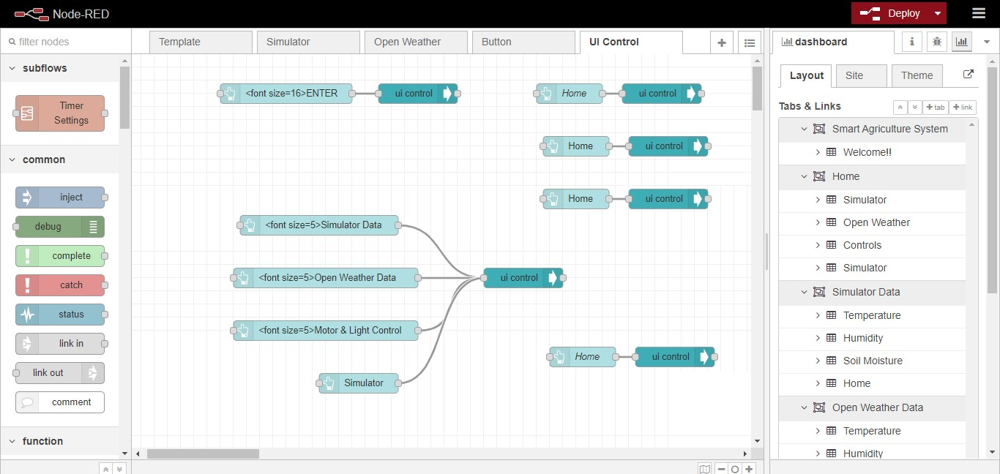 Node-RED
Deploy
filter nodes
Template
Simulator
Open Weather
Button
UI Control
dashboard
i
subflows
Timer
Settings
common
inject
debug
complete
catch
status
link in
link out
comment
function
<font size=16>ENTER
ui control
Home
ui control
Home
ui control
Home
ui control
<font size=5>Simulator Data
<font size=5>Open Weather Data
ui control
<font size=5>Motor & Light Control
Home
ui control
Simulator
Layout
Site
Theme
Tabs & Links
tab
link
Smart Agriculture System
Welcome!!
Home
Simulator
Open Weather
Controls
Simulator
Simulator Data
Temperature
Humidity
Soil Moisture
Home
Open Weather Data
Temperature
Humidity